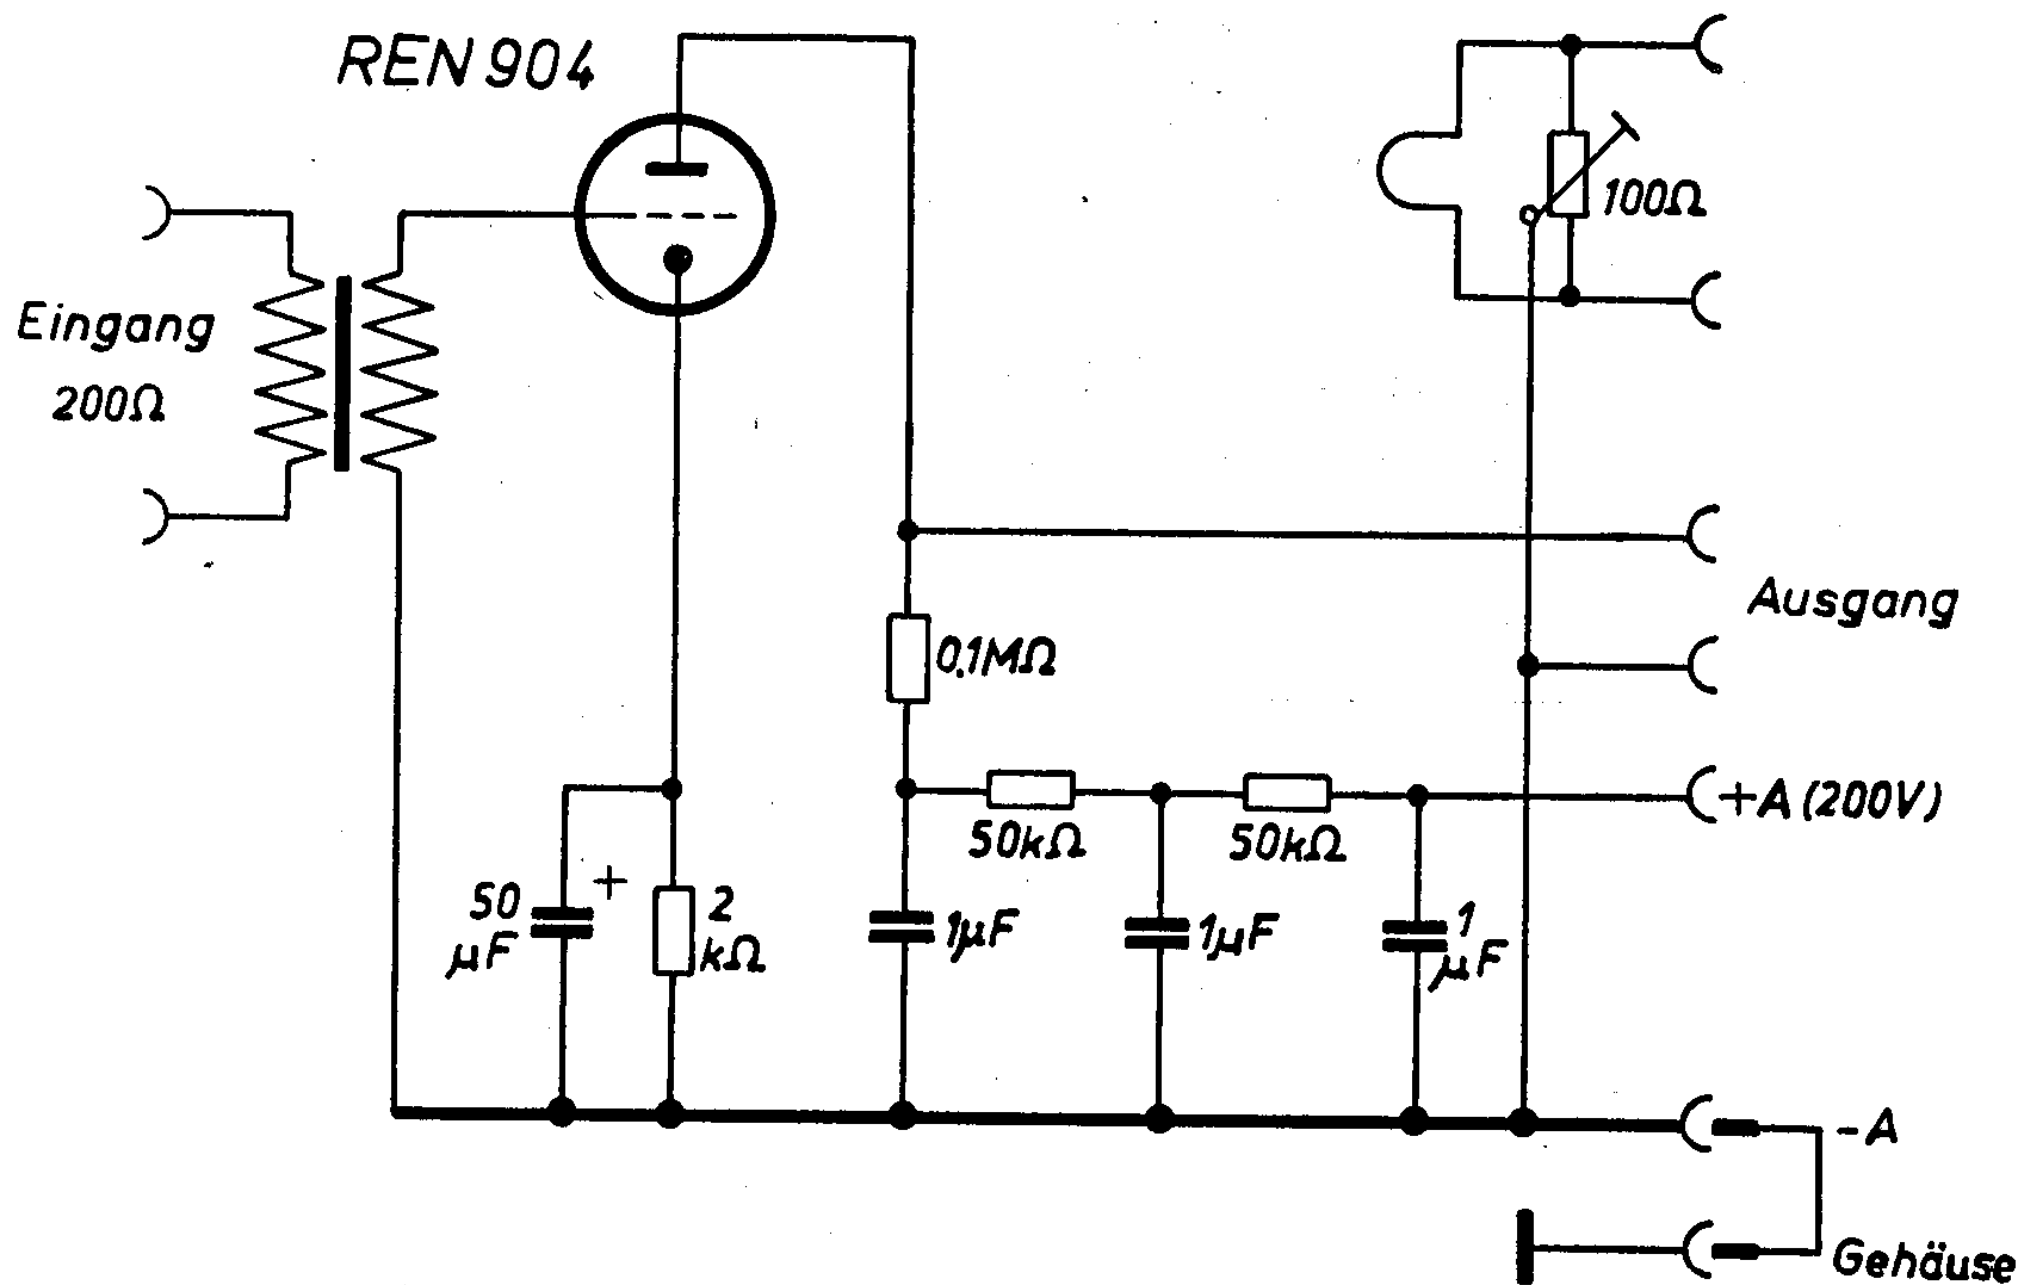 REN 904
100Ω
Eingang
200Ω
Ausgang
0,1MΩ
+A (200V)
50kΩ
50kΩ
50
μF
+
2
kΩ
1μF
1μF
1
μF
-A
Gehäuse